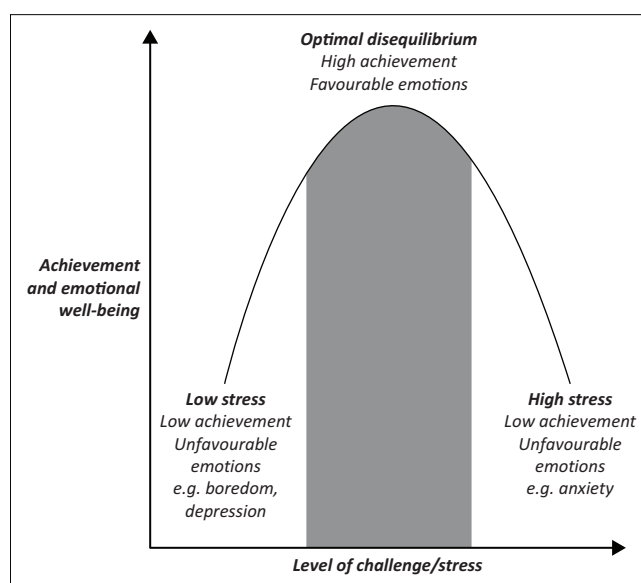 Optimal disequilibrium
High achievement
Favourable emotions
Achievement
and emotional
well-being
Low stress
Low achievement
Unfavourable
emotions
e.g. boredom,
depression
High stress
Low achievement
Unfavourable
emotions
e.g. anxiety
Level of challenge/stress